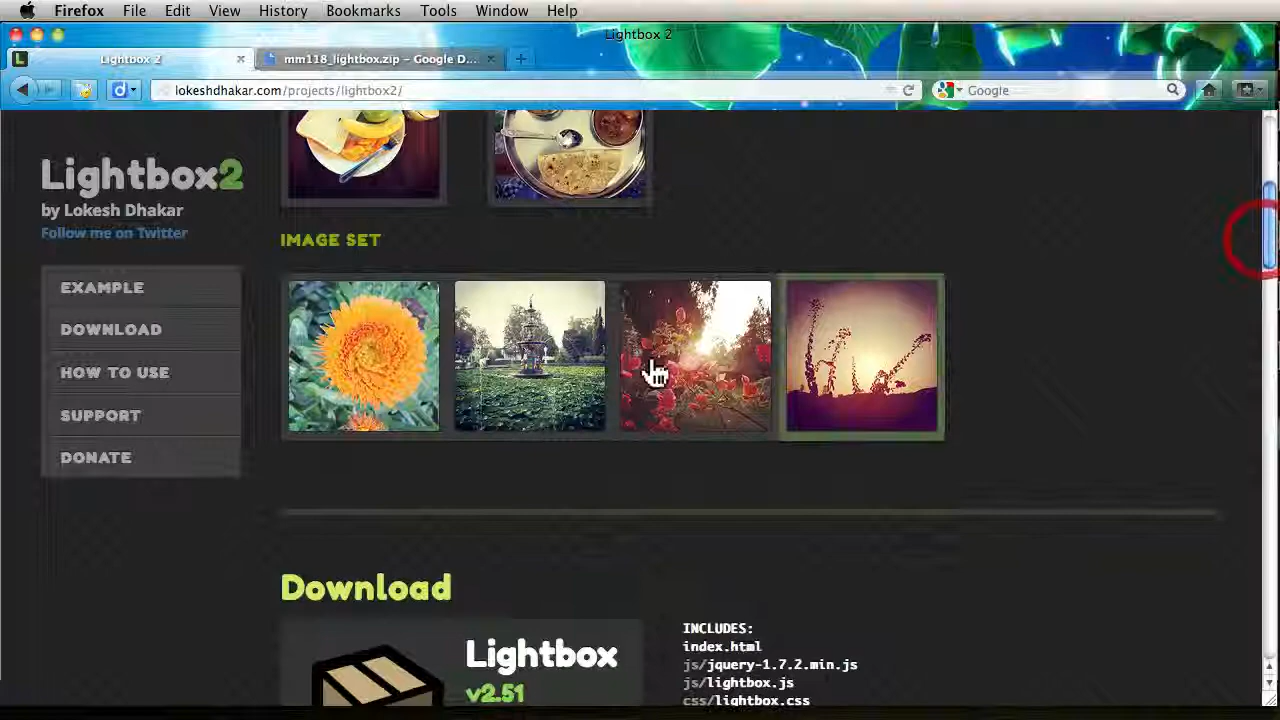 Firefox File Edit View History Bookmarks Tools Window Help
Lightbox 2
Lightbox 2
mm118_lightbox.zip – Google D...
lokeshdhakar.com/projects/lightbox2/
Google
Lightbox2
by Lokesh Dhakar
Follow me on Twitter
EXAMPLE
DOWNLOAD
HOW TO USE
SUPPORT
DONATE
IMAGE SET
Download
Lightbox
v2.51
INCLUDES:
index.html
js/jquery-1.7.2.min.js
js/lightbox.js
css/lightbox.css